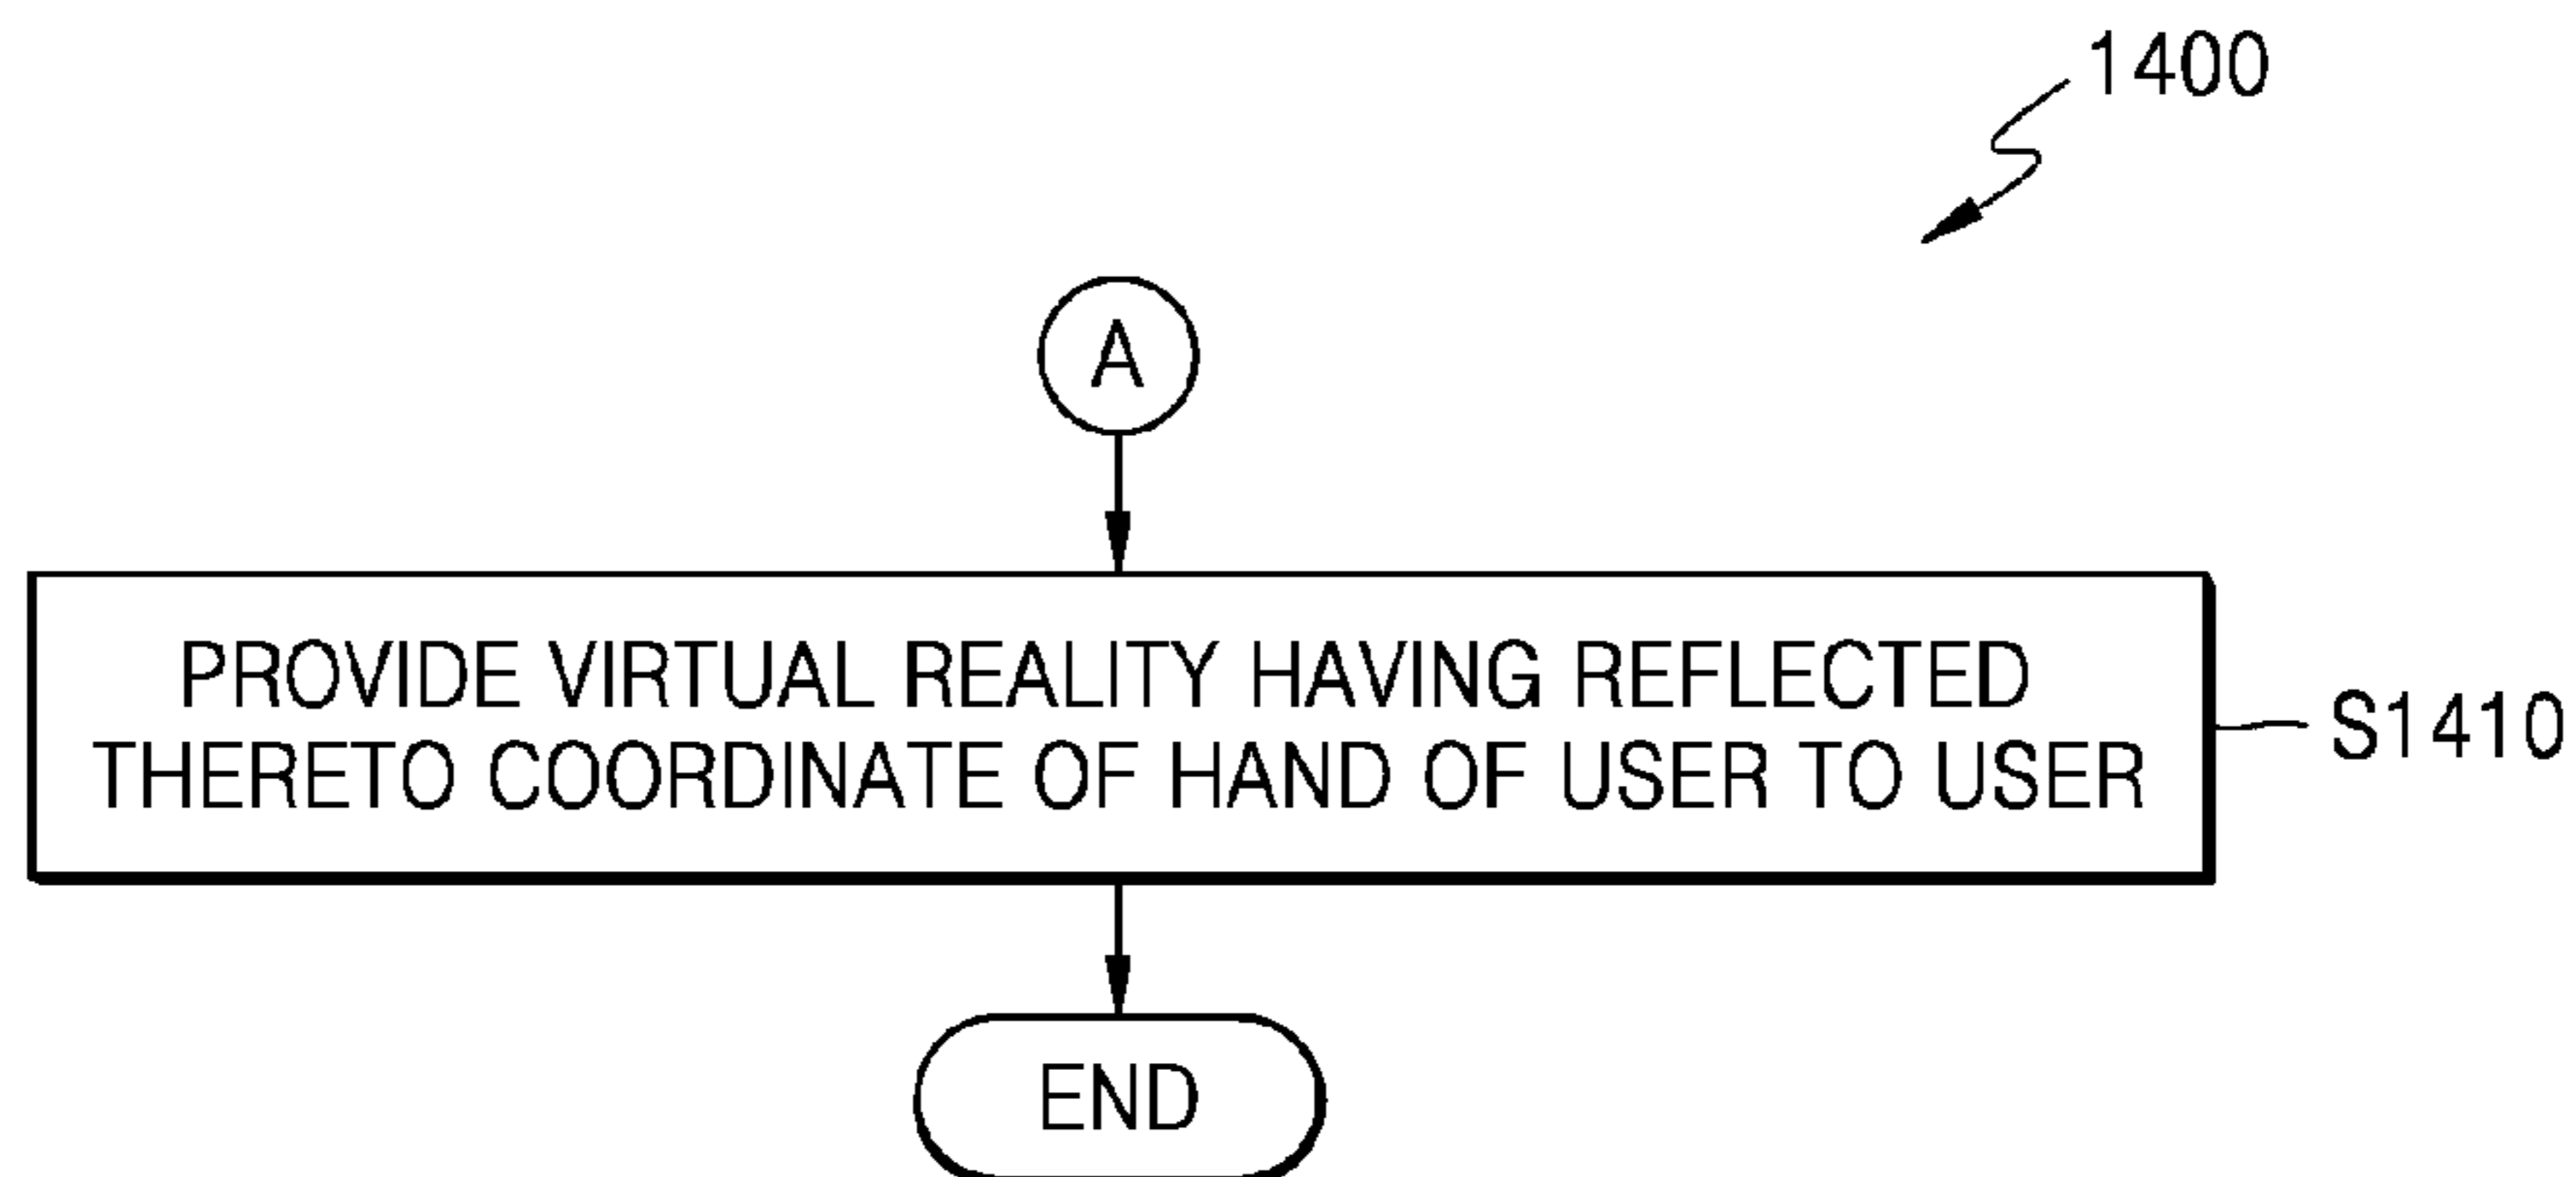 1400
A
PROVIDE VIRTUAL REALITY HAVING REFLECTED
THERETO COORDINATE OF HAND OF USER TO USER
S1410
END